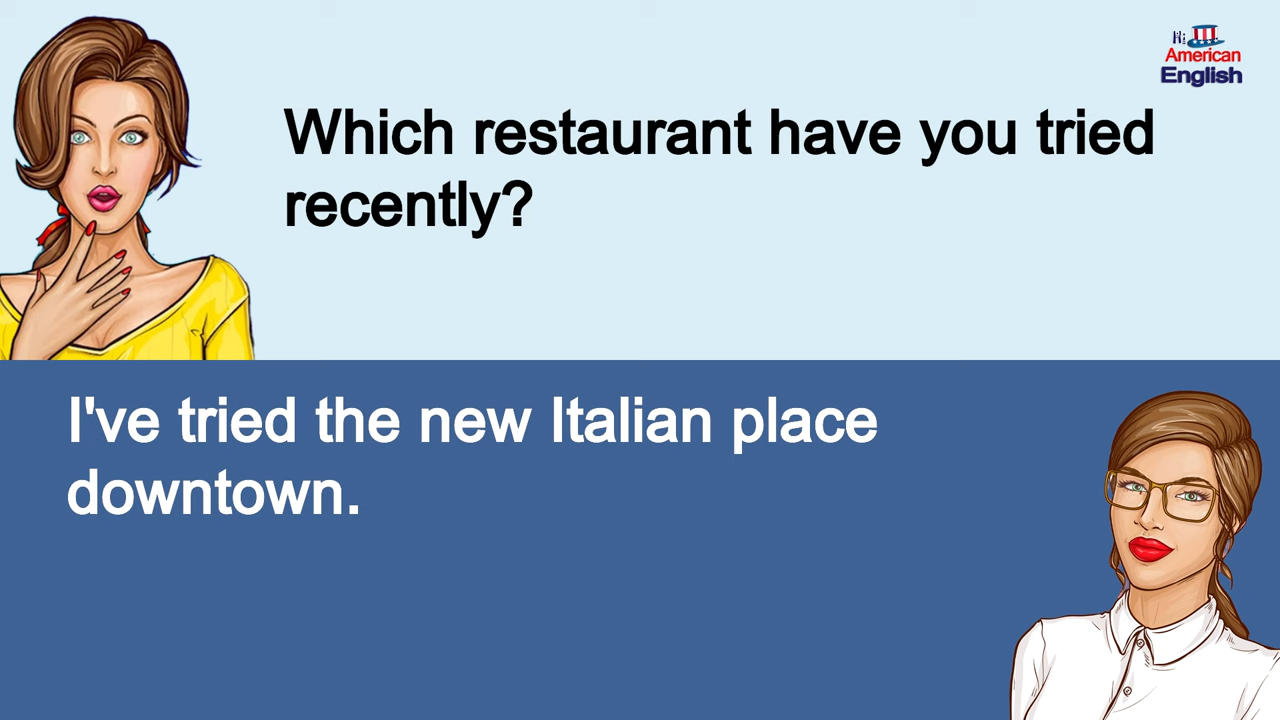 Hi
American
English
Which restaurant have you tried
recently?
I've tried the new Italian place
downtown.